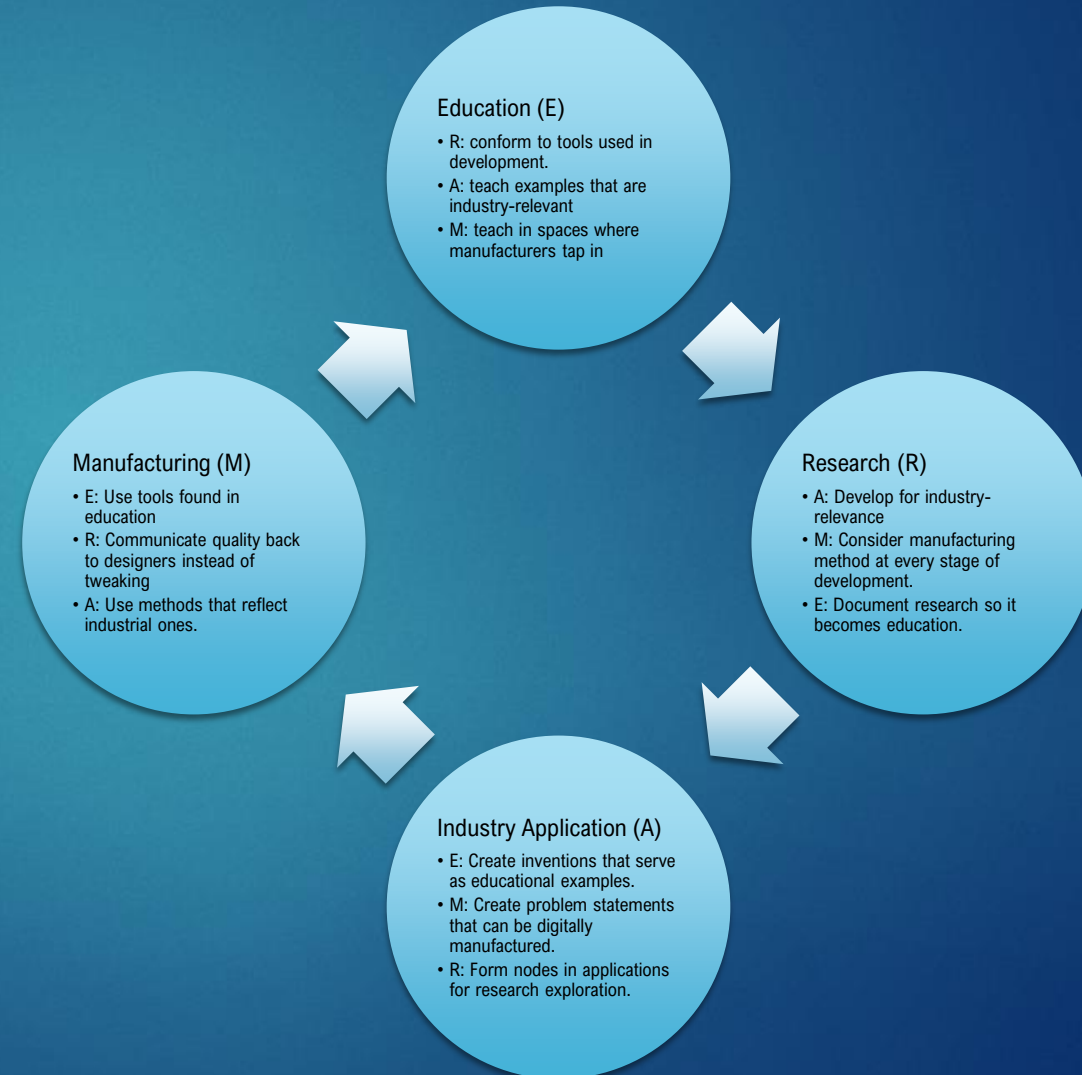 Education (E)
• R: conform to tools used in
development.
• A: teach examples that are
industry-relevant
• M: teach in spaces where
manufacturers tap in
Manufacturing (M)
• E: Use tools found in
education
• R: Communicate quality back
to designers instead of
tweaking
• A: Use methods that reflect
industrial ones.
Research (R)
• A: Develop for industry-
relevance
• M: Consider manufacturing
method at every stage of
development.
• E: Document research so it
becomes education.
Industry Application (A)
• E: Create inventions that serve
as educational examples.
• M: Create problem statements
that can be digitally
manufactured.
• R: Form nodes in applications
for research exploration.